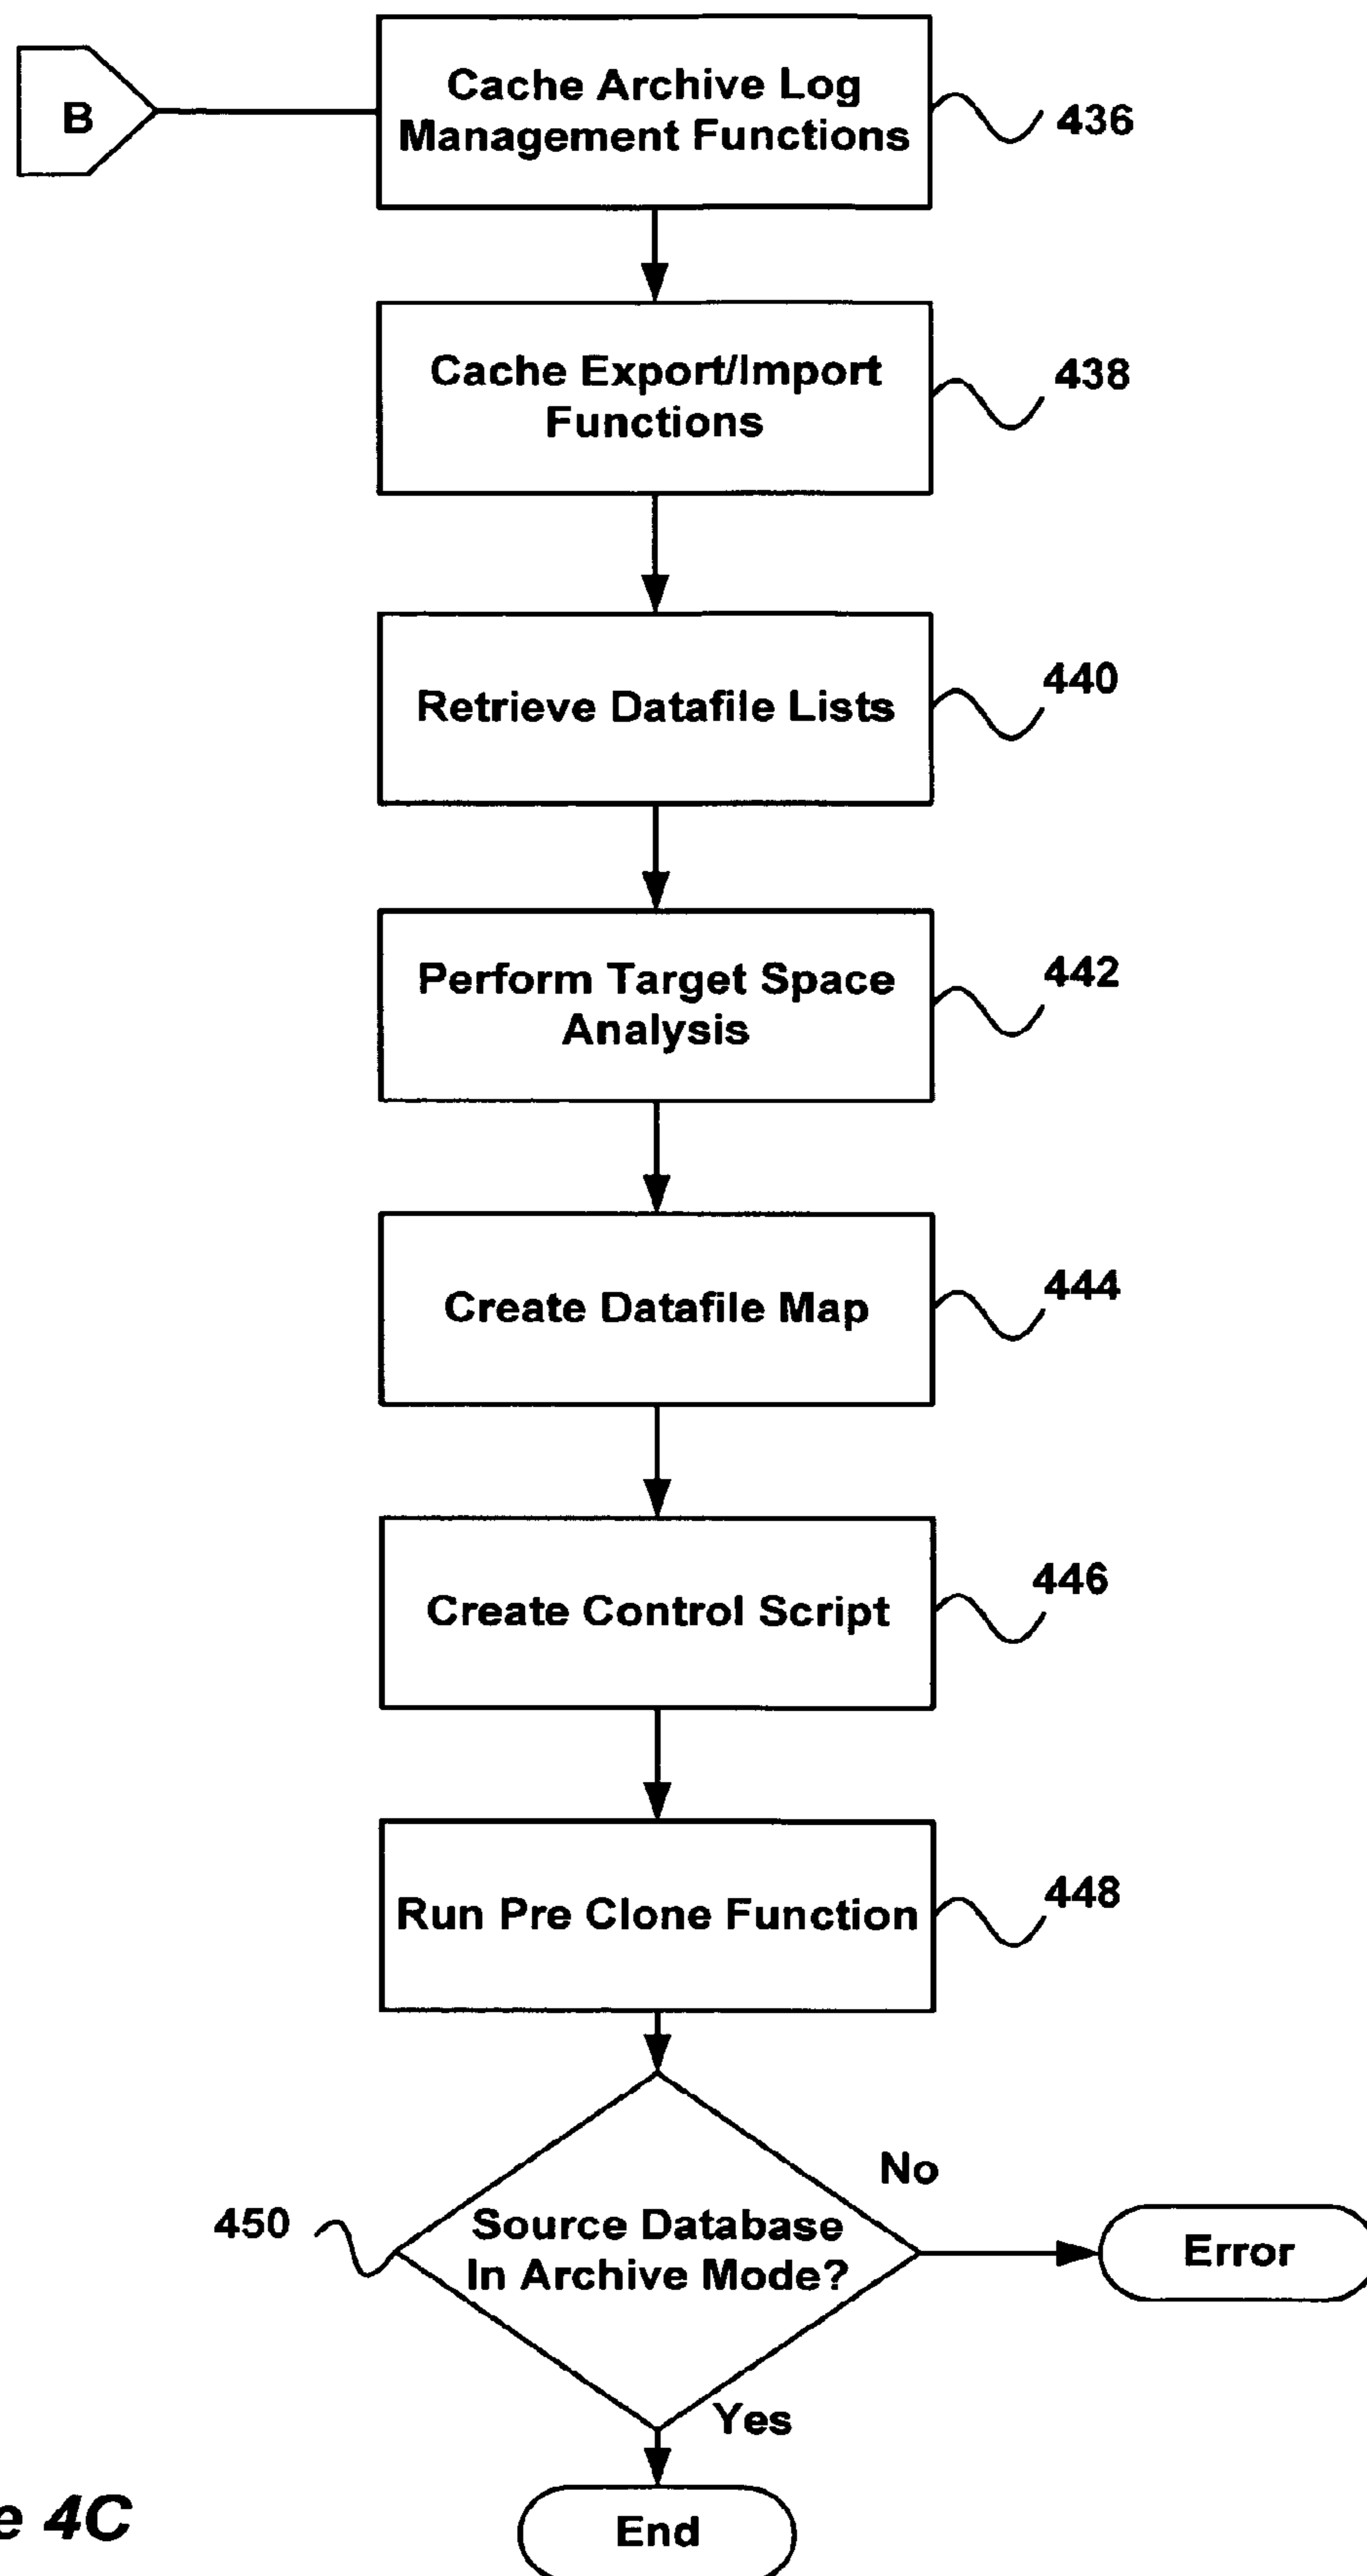 B
Cache Archive Log
Management Functions
436
Cache Export/Import
Functions
438
Retrieve Datafile Lists
440
Perform Target Space
Analysis
442
Create Datafile Map
444
Create Control Script
446
Run Pre Clone Function
448
450
Source Database
In Archive Mode?
No
Error
Yes
End
e 4C